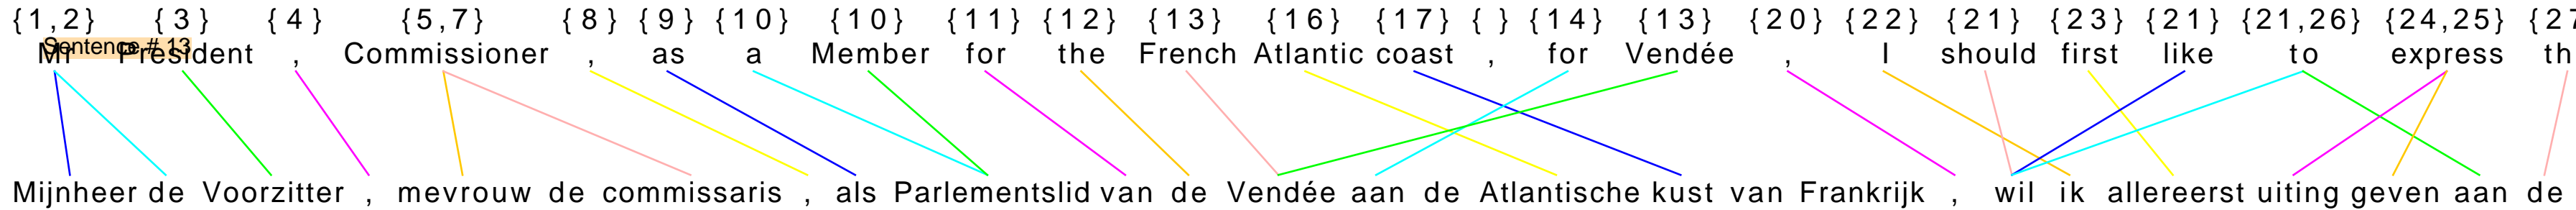 {1,2} {3} {4} {5,7} {8} {9} {10} {10} {11} {12} {13} {16} {17} { } {14} {13} {20} {22} {21} {23} {21} {21,26} {24,25} {27
Sentence # 13
Mr President , Commissioner , as a Member for the French Atlantic coast , for Vendée , I should first like to express th
Mijnheer de Voorzitter , mevrouw de commissaris , als Parlementslid van de Vendée aan de Atlantische kust van Frankrijk , wil ik allereerst uiting geven aan de